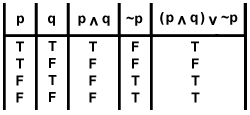 p q p ∧ q ~p (p ∧ q) ∨ ~p
T T T F T
T F F F F
F T F T T
F F F T T